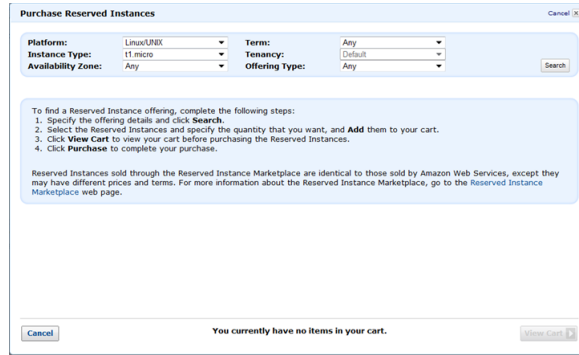 Purchase Reserved Instances
Cancel X
Platform: Linux/UNIX Term: Any
Instance Type: t1.micro Tenancy: Default
Availability Zone: Any Offering Type: Any Search
To find a Reserved Instance offering, complete the following steps:
1. Specify the offering details and click Search.
2. Select the Reserved Instances and specify the quantity that you want, and Add them to your cart.
3. Click View Cart to view your cart before purchasing the Reserved Instances.
4. Click Purchase to complete your purchase.
Reserved Instances sold through the Reserved Instance Marketplace are identical to those sold by Amazon Web Services, except they
may have different prices and terms. For more information about the Reserved Instance Marketplace, go to the Reserved Instance
Marketplace web page.
Cancel
You currently have no items in your cart.
View Cart